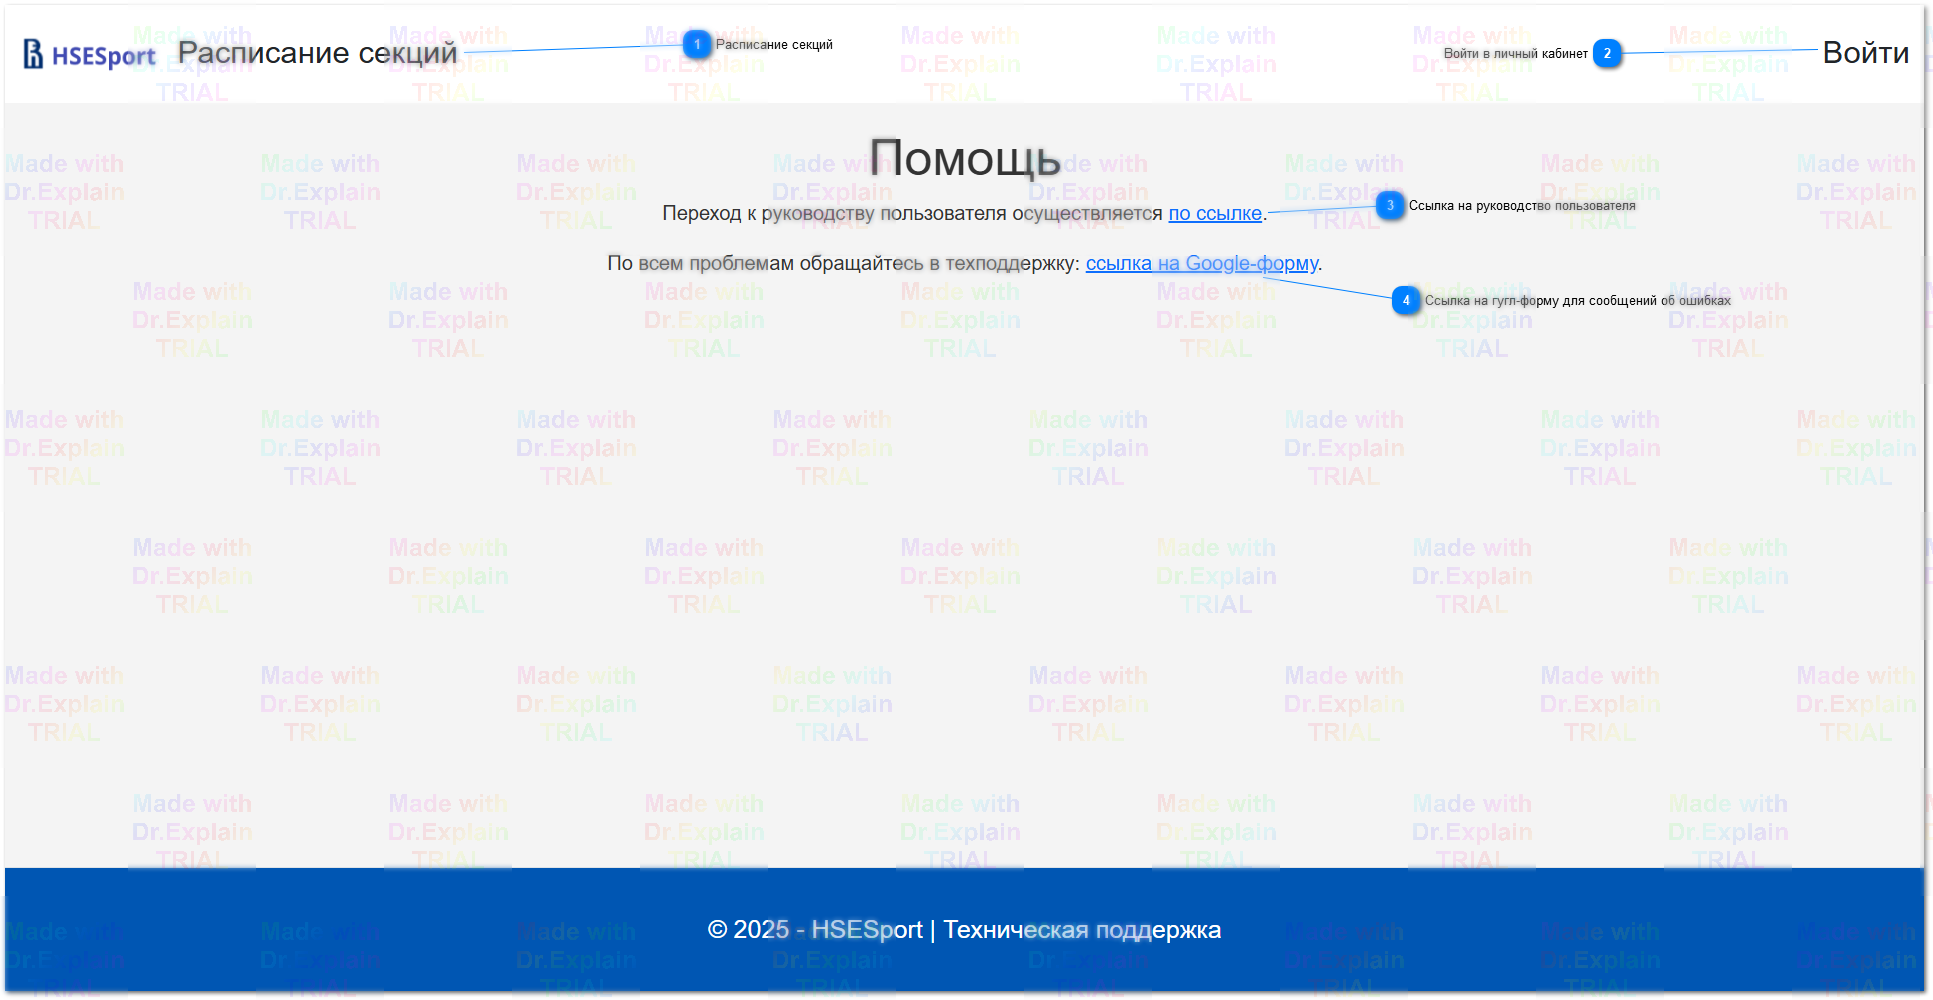 HSESport Расписание секций 1 Расписание секций Войти в личный кабинет 2 Войти
Помощь
Переход к руководству пользователя осуществляется по ссылке. 3 Ссылка на руководство пользователя
По всем проблемам обращайтесь в техподдержку: ссылка на Google-форму.
4 Ссылка на гугл-форму для сообщений об ошибках
© 2025 - HSESport | Техническая поддержка
Made with
Dr.Explain
TRIAL